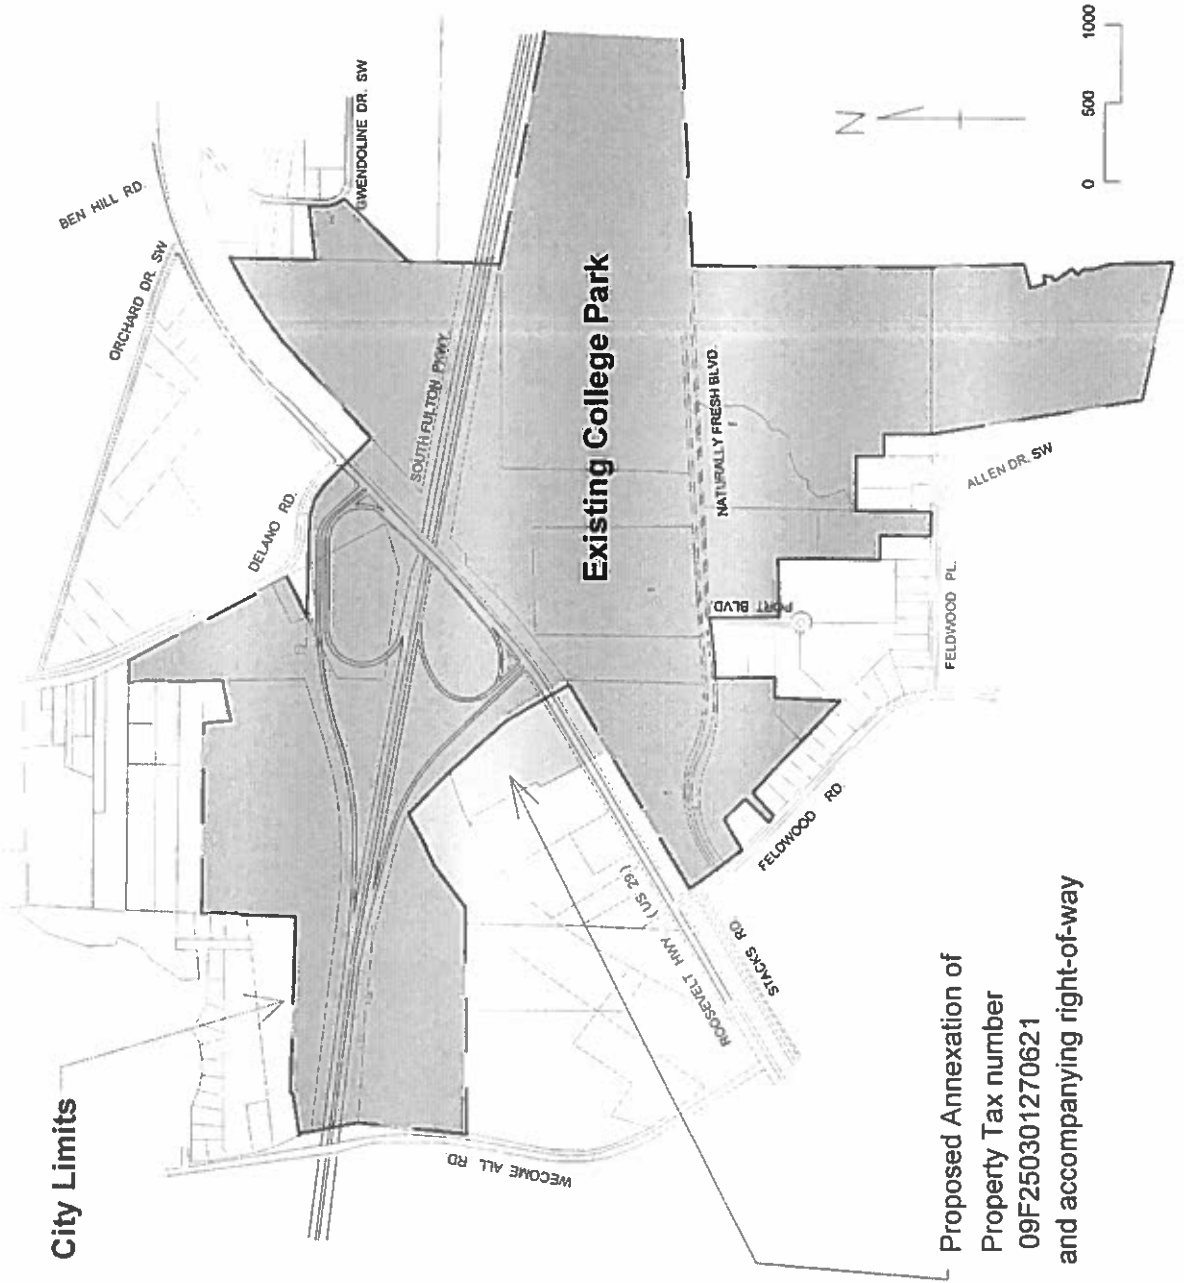 City Limits
BEN HILL RD.
ORCHARD DR. SW
GWENDOLINE DR. SW
DELANO RD.
SOUTH FULTON PKWY
Existing College Park
NATURALLY FRESH BLVD.
PORT BLVD
ALLEN DR. SW
FELDWOOD PL.
FELDWOOD RD.
STACKS RD.
ROOSEVELT HWY (US 29)
WECOME ALL RD
N
0 500 1000
Proposed Annexation of
Property Tax number
09F250301270621
and accompanying right-of-way